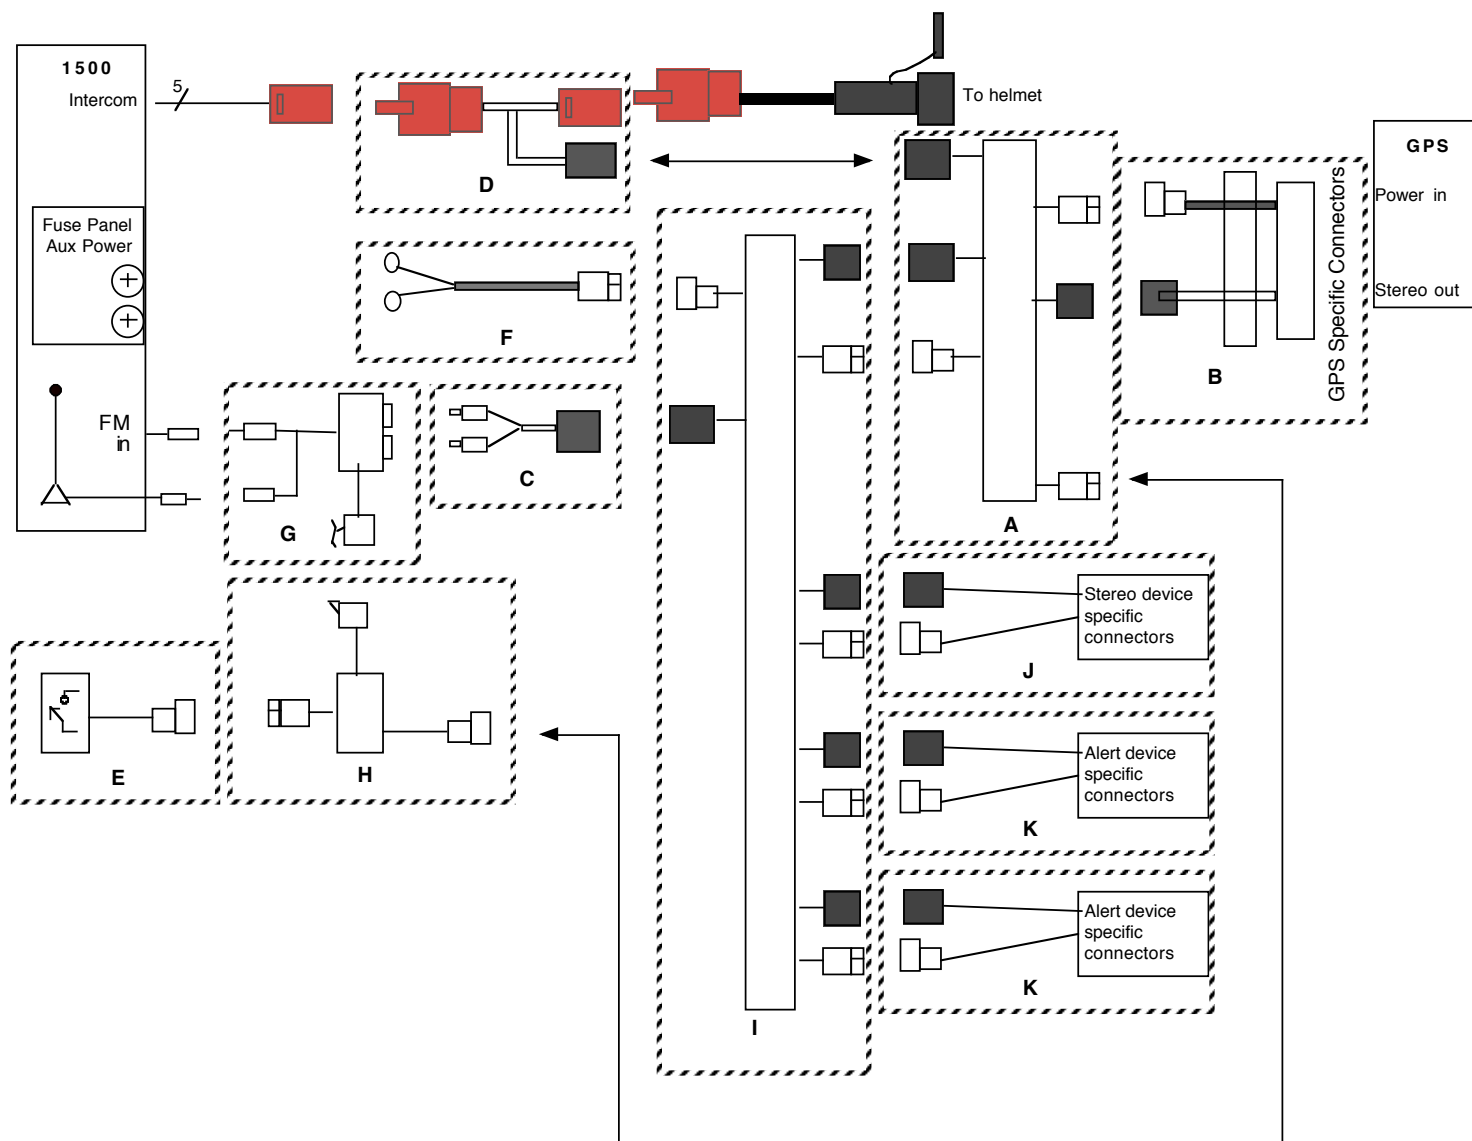 1500
Intercom
5
Fuse Panel
Aux Power
FM
in
D
F
G
C
E
H
I
To helmet
A
B
GPS Specific Connectors
GPS
Power in
Stereo out
Stereo device
specific
connectors
J
Alert device
specific
connectors
K
Alert device
specific
connectors
K